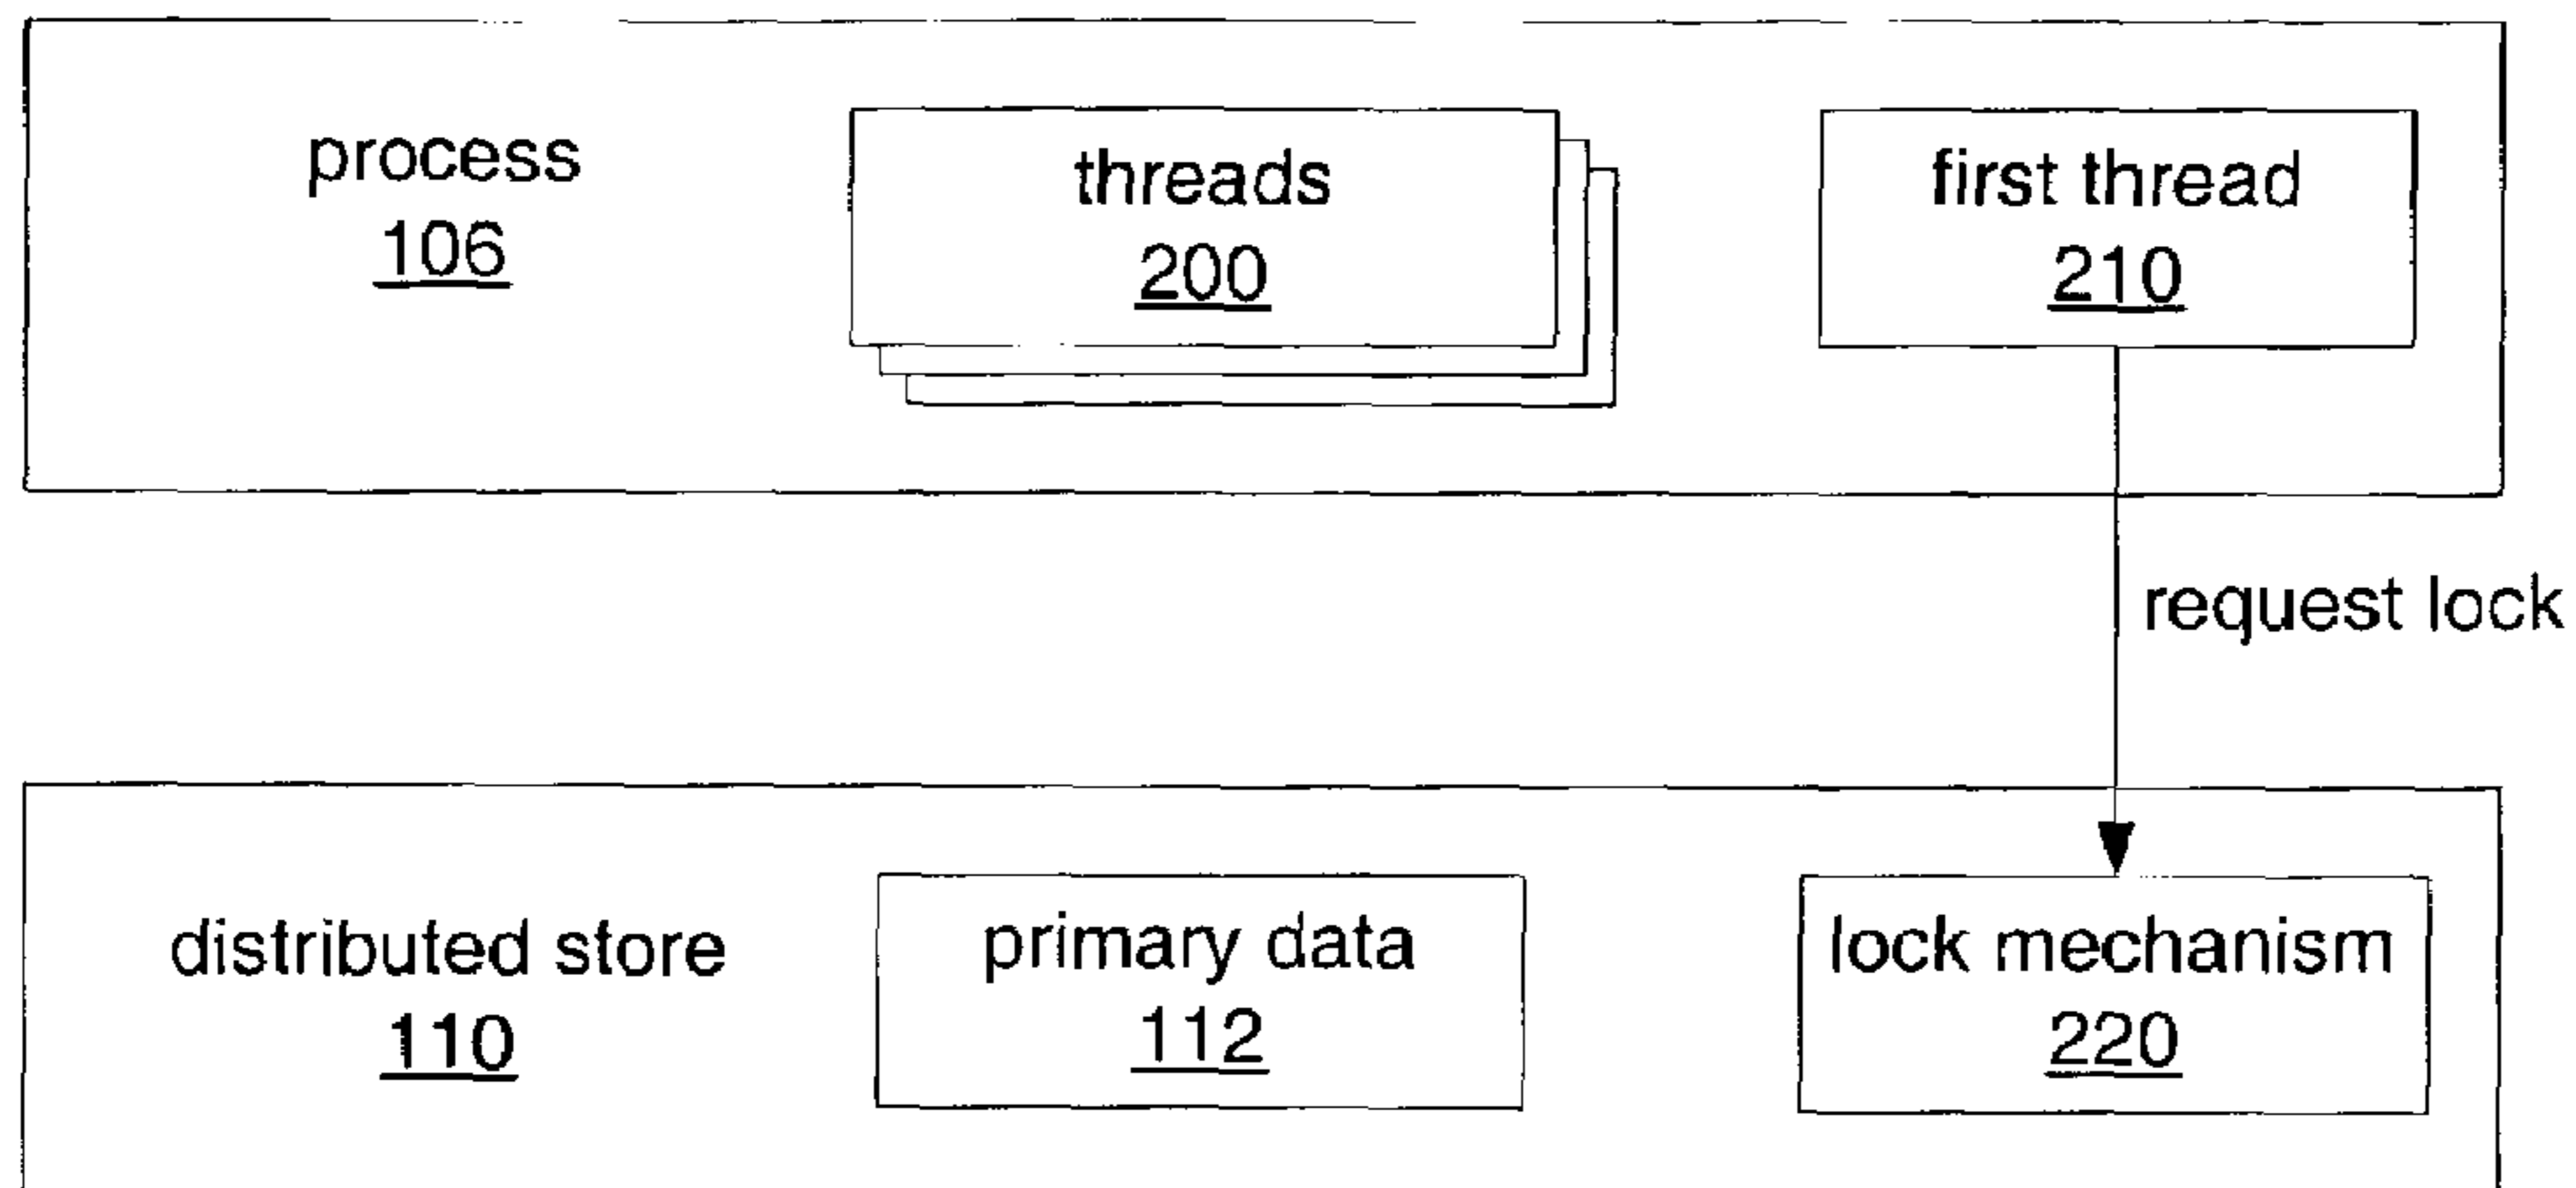 process
106
threads
200
first thread
210
request lock
distributed store
110
primary data
112
lock mechanism
220